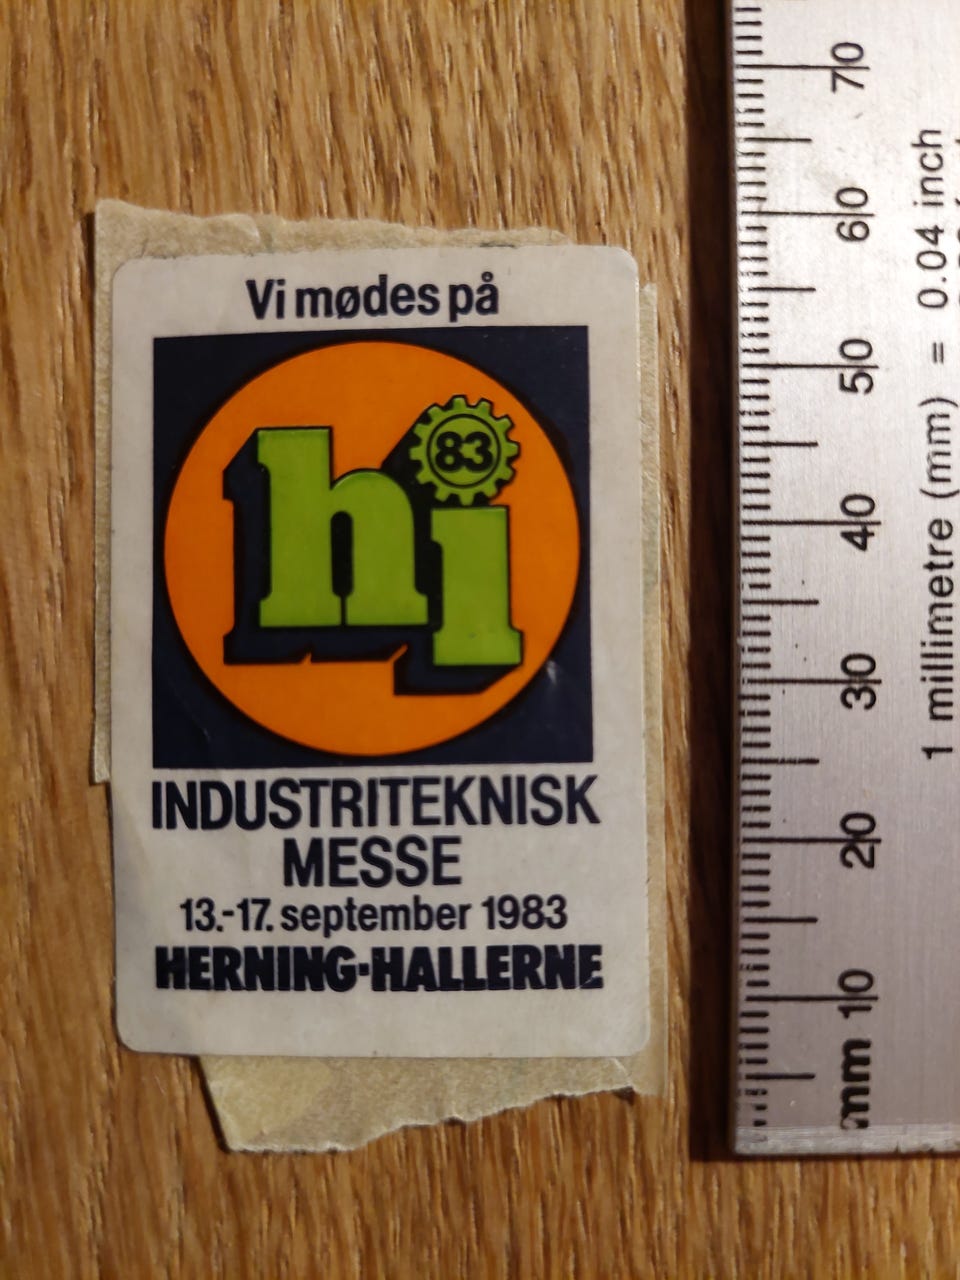 Vi mødes på
83
hi
INDUSTRITEKNISK
MESSE
13.-17. september 1983
HERNING-HALLERNE
70
60
50
40
30
20
10
mm
1 millimetre (mm) = 0.04 inch